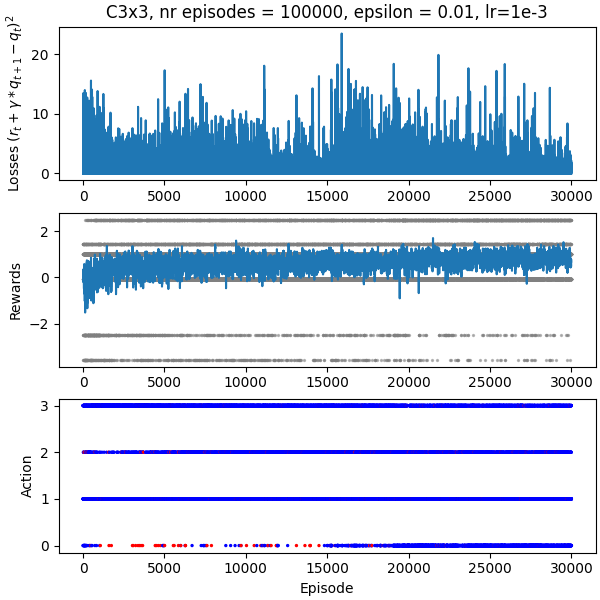 C3x3, nr episodes = 100000, epsilon = 0.01, lr=1e-3
Losses $(r_t + \gamma * q_{t+1} - q_t)^2$
20
10
0
0 5000 10000 15000 20000 25000 30000
Rewards
2
0
−2
0 5000 10000 15000 20000 25000 30000
Action
3
2
1
0
0 5000 10000 15000 20000 25000 30000
Episode